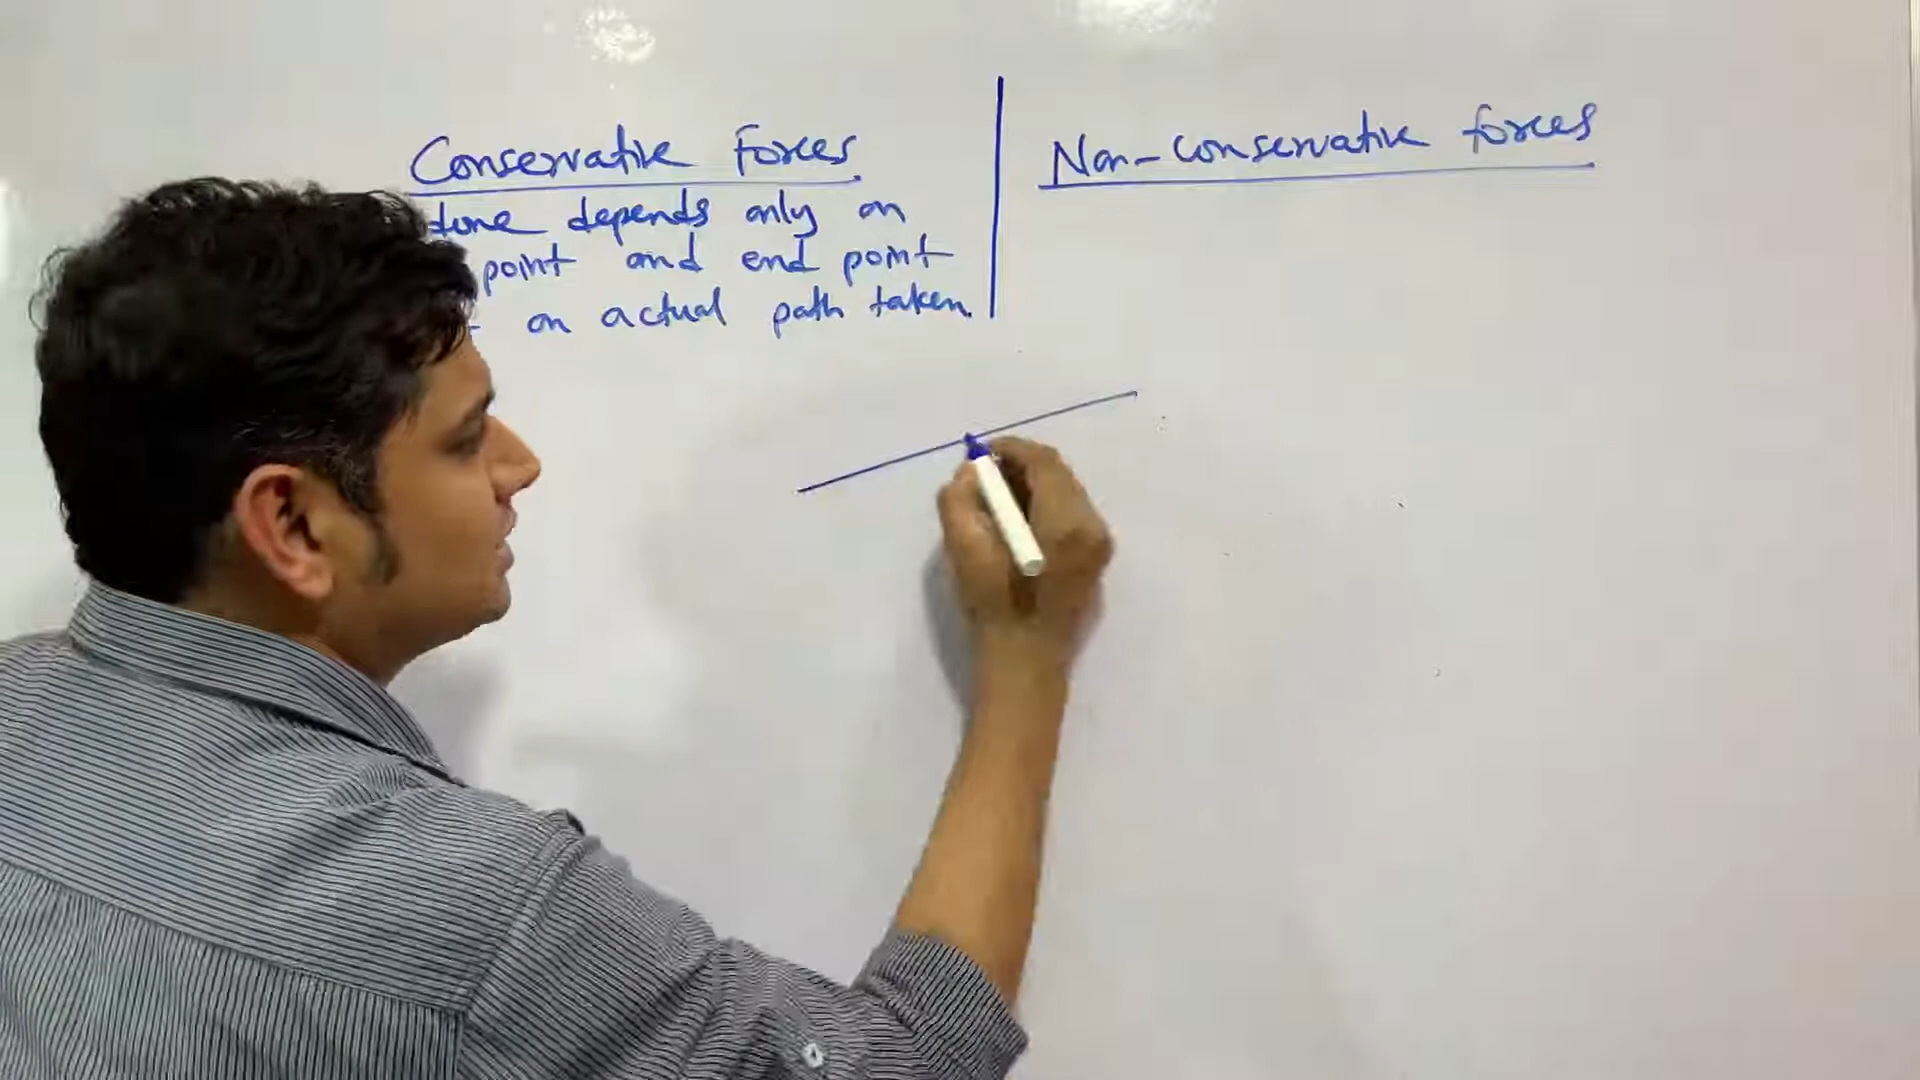 Conservative Forces
Non-conservative forces
done depends only on
point and end point
on actual path taken.